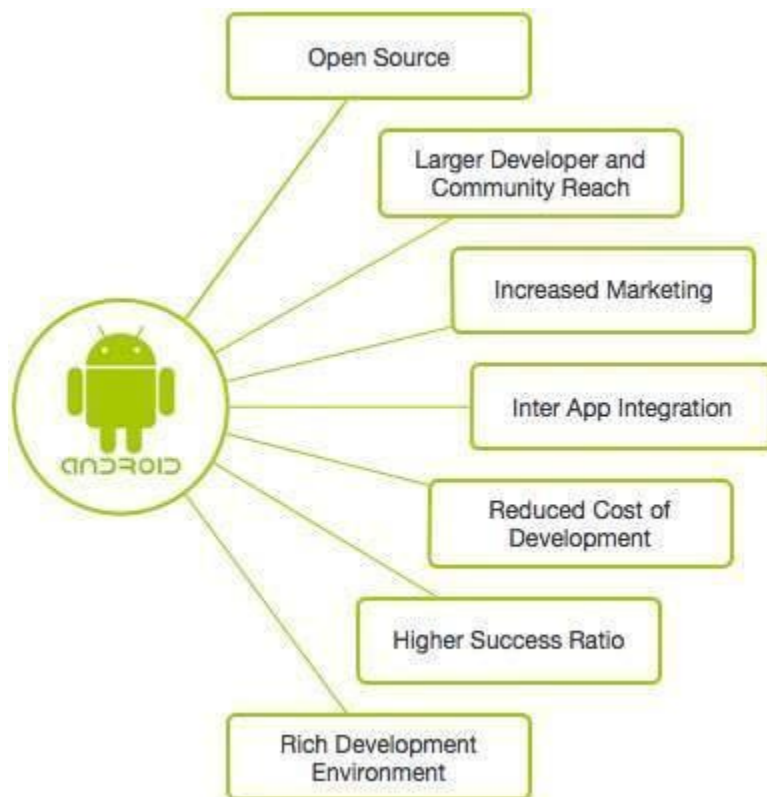 Open Source
Larger Developer and
Community Reach
Increased Marketing
ANDROID
Inter App Integration
Reduced Cost of
Development
Higher Success Ratio
Rich Development
Environment